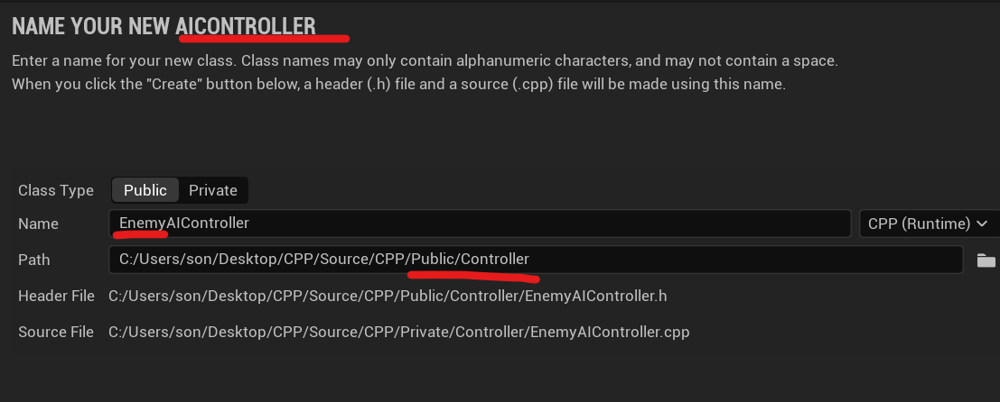 NAME YOUR NEW AICONTROLLER
Enter a name for your new class. Class names may only contain alphanumeric characters, and may not contain a space.
When you click the "Create" button below, a header (.h) file and a source (.cpp) file will be made using this name.
Class Type Public Private
Name EnemyAIController CPP (Runtime)
Path C:/Users/son/Desktop/CPP/Source/CPP/Public/Controller
Header File C:/Users/son/Desktop/CPP/Source/CPP/Public/Controller/EnemyAIController.h
Source File C:/Users/son/Desktop/CPP/Source/CPP/Private/Controller/EnemyAIController.cpp